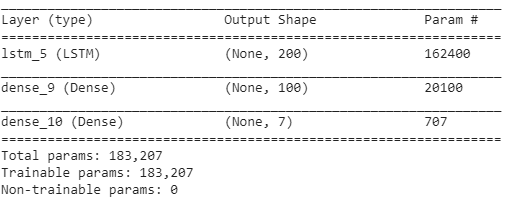 _________________________________________________________________
Layer (type)                 Output Shape              Param #
=================================================================
lstm_5 (LSTM)                (None, 200)               162400
_________________________________________________________________
dense_9 (Dense)              (None, 100)               20100
_________________________________________________________________
dense_10 (Dense)             (None, 7)                 707
=================================================================
Total params: 183,207
Trainable params: 183,207
Non-trainable params: 0